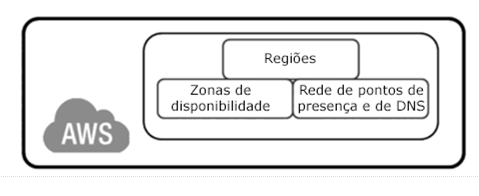 Regiões
Zonas de
disponibilidade
Rede de pontos de
presença e de DNS
AWS